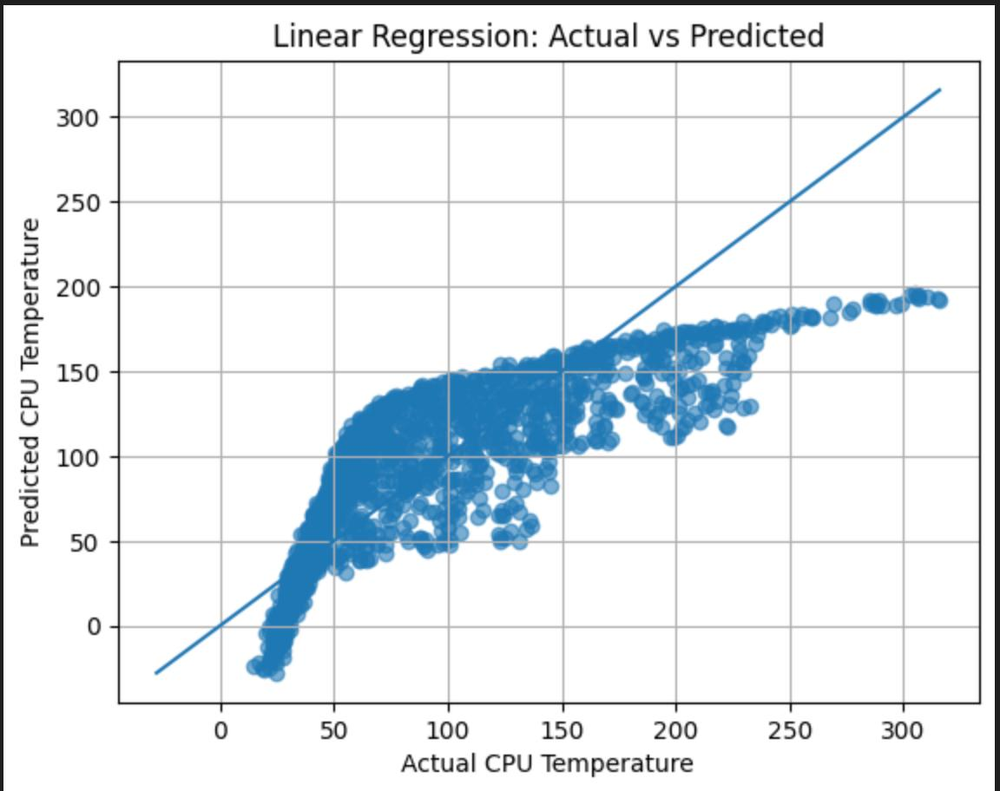 Linear Regression: Actual vs Predicted
Predicted CPU Temperature
300
250
200
150
100
50
0
0 50 100 150 200 250 300
Actual CPU Temperature